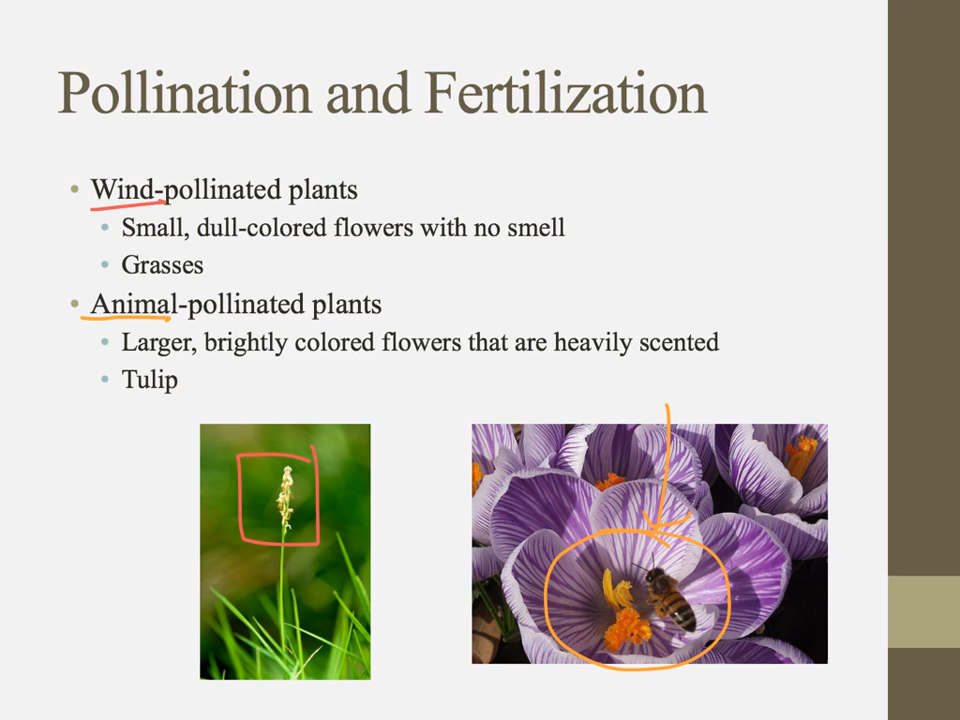 Pollination and Fertilization
• Wind-pollinated plants
• Small, dull-colored flowers with no smell
• Grasses
• Animal-pollinated plants
• Larger, brightly colored flowers that are heavily scented
• Tulip